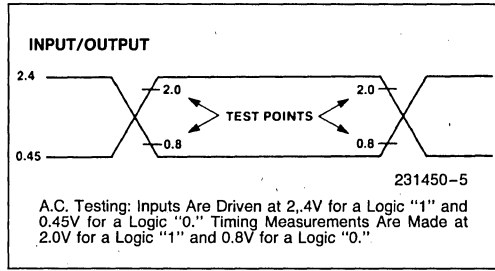 INPUT/OUTPUT
2.4
2.0
2.0
TEST POINTS
0.8
0.8
0.45
231450-5
A.C. Testing: Inputs Are Driven at 2,.4V for a Logic "1" and
0.45V for a Logic "0." Timing Measurements Are Made at
2.0V for a Logic "1" and 0.8V for a Logic "0."